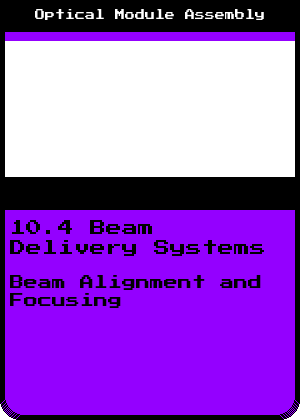 Optical Module Assembly
10.4 Beam
Delivery Systems
Beam Alignment and
Focusing